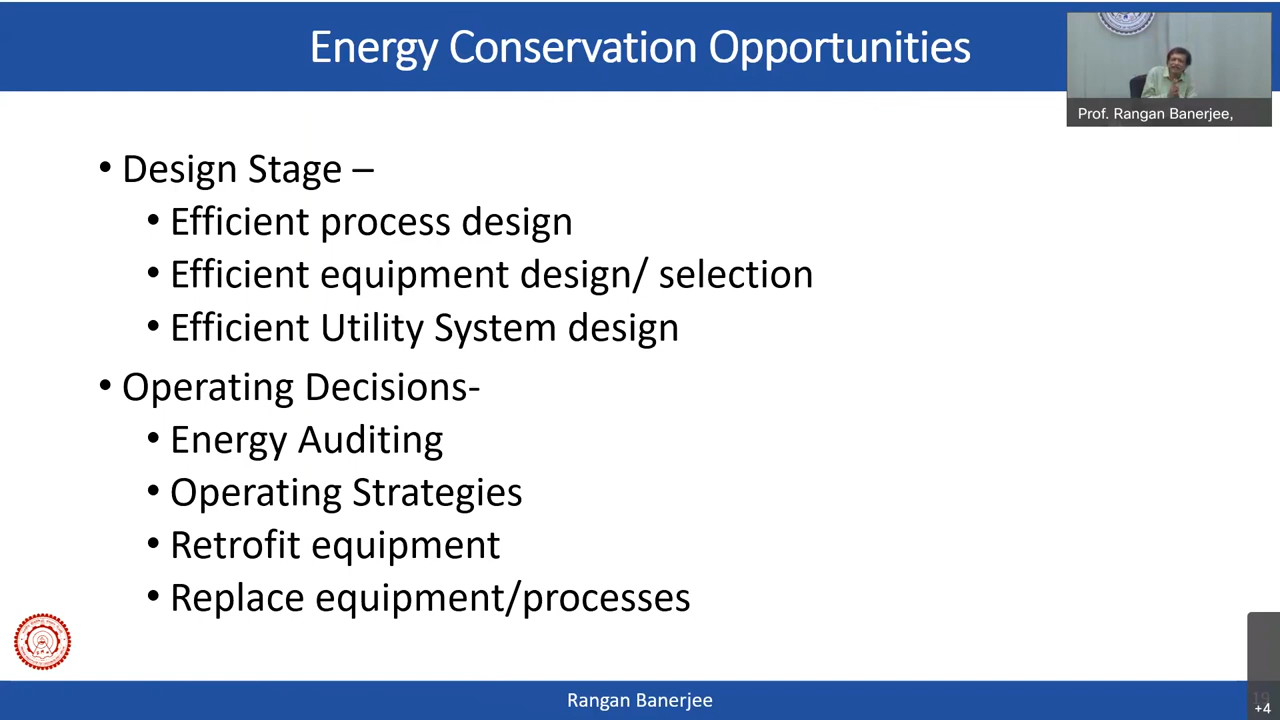 Energy Conservation Opportunities
Prof. Rangan Banerjee,
• Design Stage –
• Efficient process design
• Efficient equipment design/ selection
• Efficient Utility System design
• Operating Decisions-
• Energy Auditing
• Operating Strategies
• Retrofit equipment
• Replace equipment/processes
Rangan Banerjee
19
+4